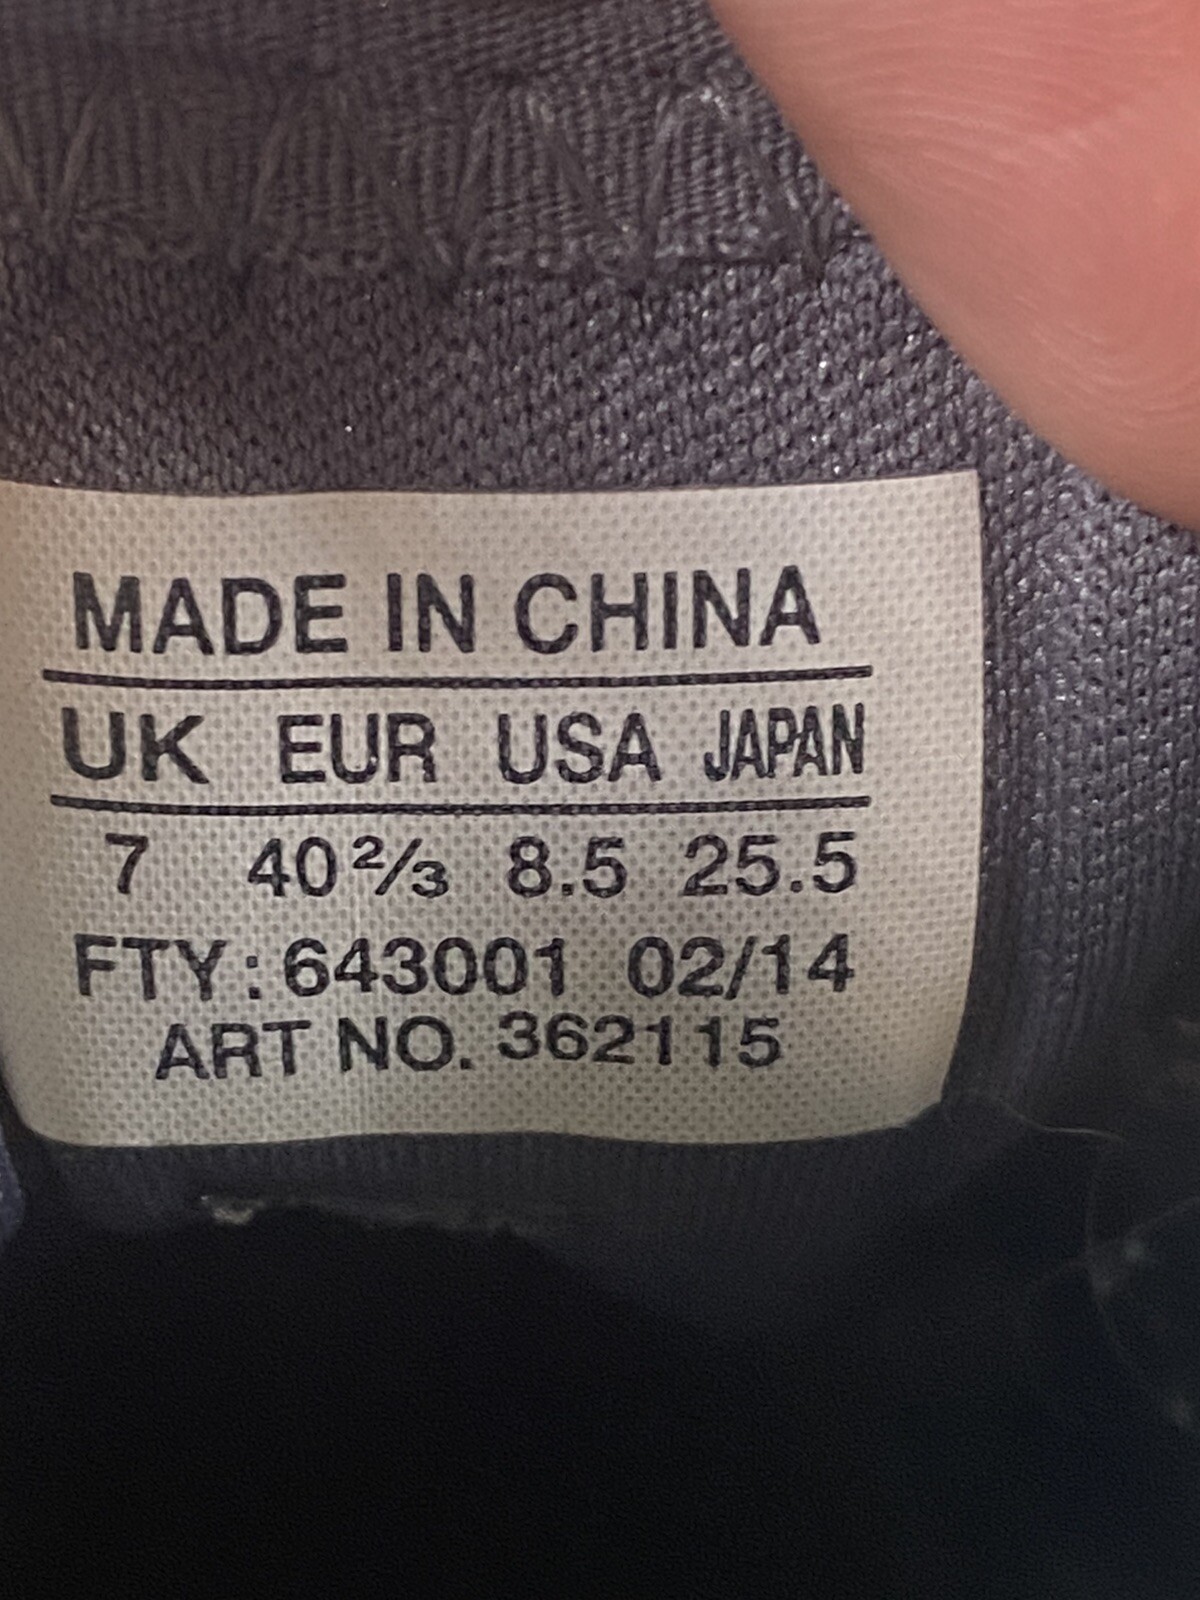 MADE IN CHINA
UK EUR USA JAPAN
7 40⅔ 8.5 25.5
FTY: 643001 02/14
ART NO. 362115